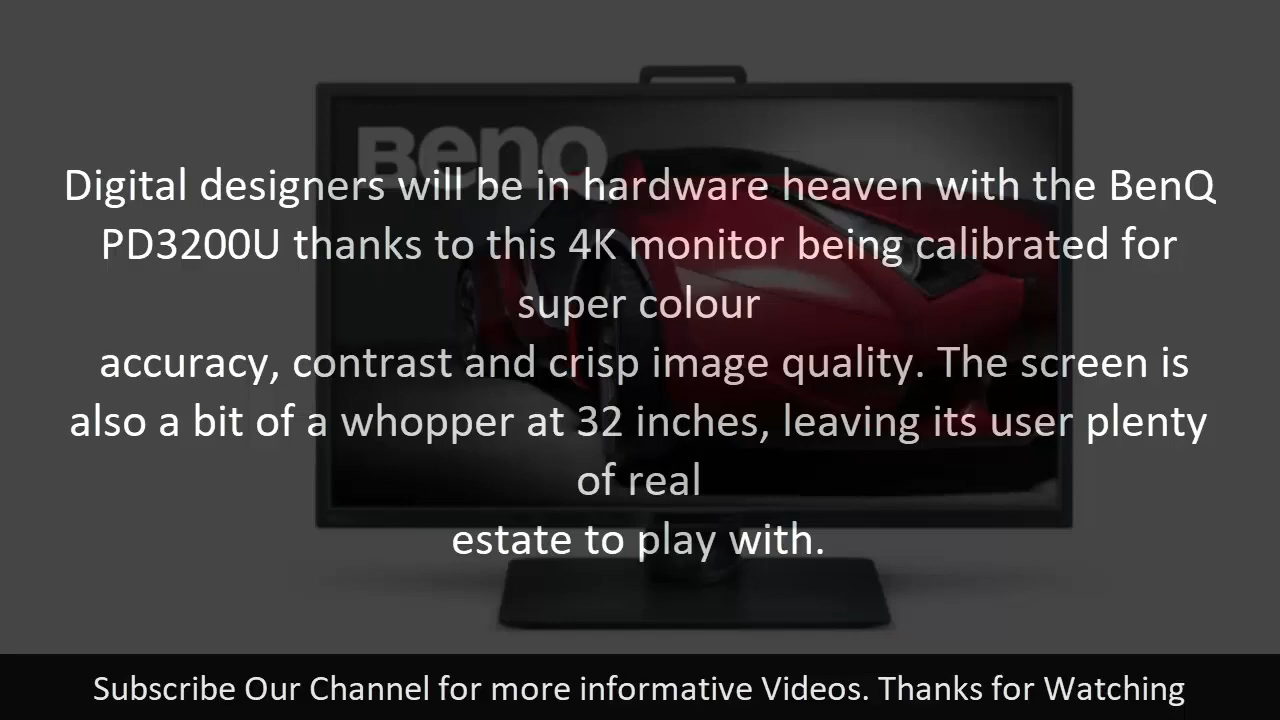 BenQ
Digital designers will be in hardware heaven with the BenQ
PD3200U thanks to this 4K monitor being calibrated for
super colour
accuracy, contrast and crisp image quality. The screen is
also a bit of a whopper at 32 inches, leaving its user plenty
of real
estate to play with.
Subscribe Our Channel for more informative Videos. Thanks for Watching